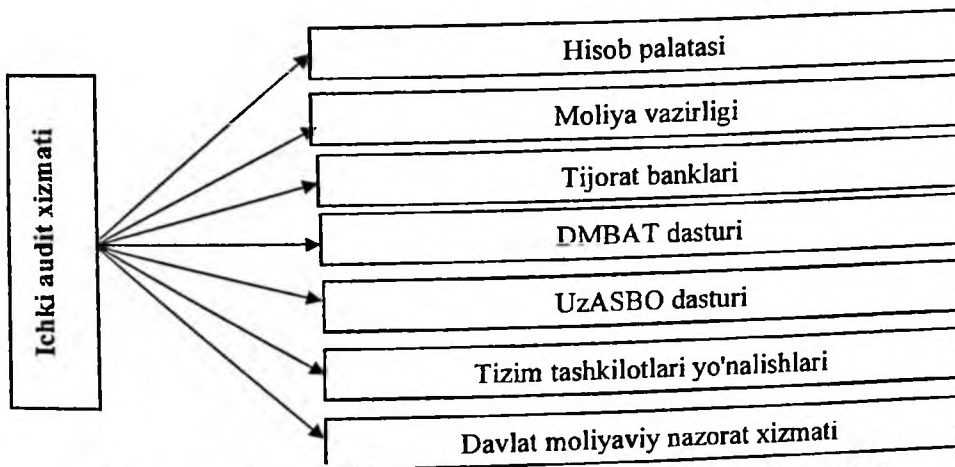 Ichki audit xizmati
Hisob palatasi
Moliya vazirligi
Tijorat banklari
DMBAT dasturi
UzASBO dasturi
Tizim tashkilotlari yo'nalishlari
Davlat moliyaviy nazorat xizmati